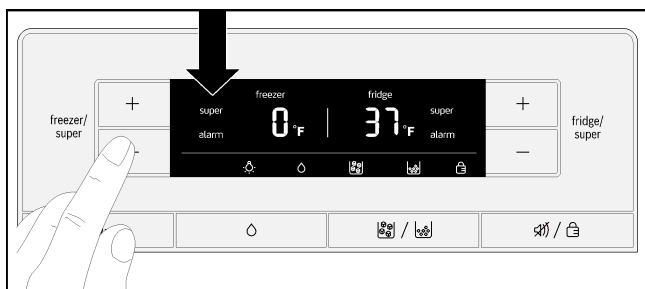 freezer fridge
super 0 °F 37 °F super
alarm alarm
freezer/
super
+
−
+
−
fridge/
super
/
/